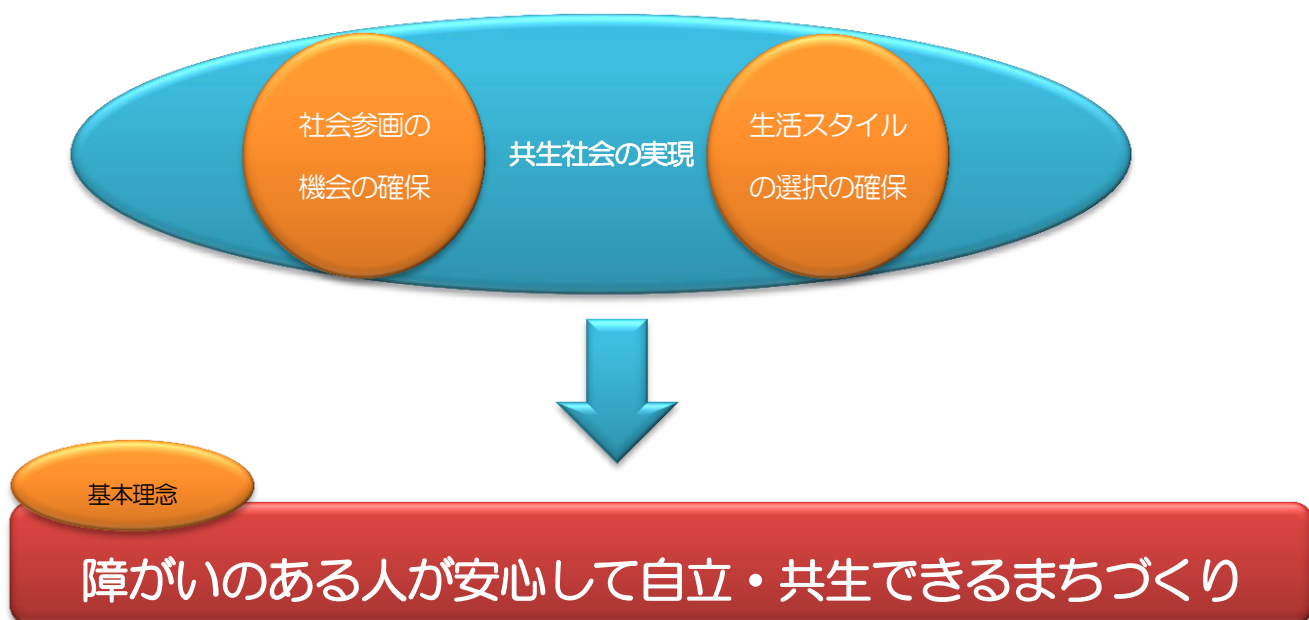 社会参画の
機会の確保
共生社会の実現
生活スタイル
の選択の確保
基本理念
障がいのある人が安心して自立・共生できるまちづくり